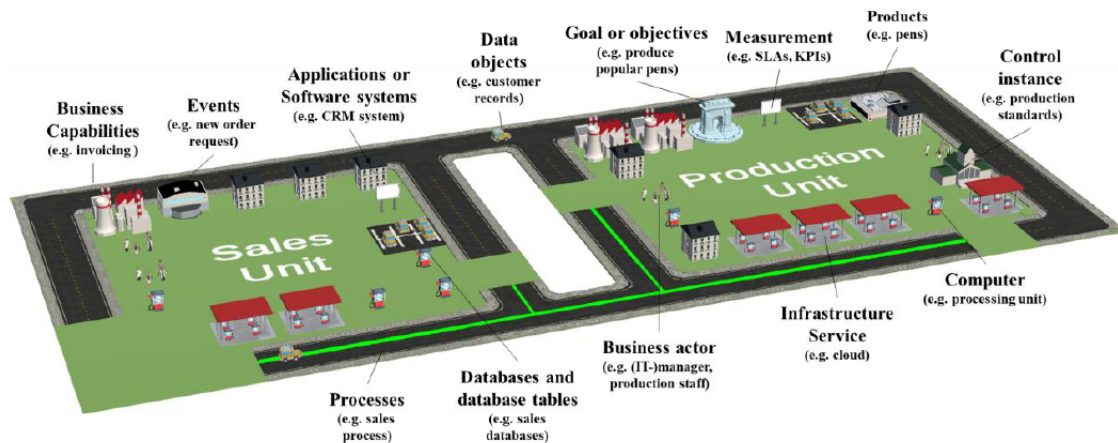 Products
(e.g. pens)
Goal or objectives
(e.g. produce
popular pens)
Measurement
(e.g. SLAs, KPIs)
Data
objects
(e.g. customer
records)
Control
instance
(e.g. production
standards)
Applications or
Software systems
(e.g. CRM system)
Events
(e.g. new order
request)
Business
Capabilities
(e.g. invoicing )
Production
Unit
Sales
Unit
Computer
(e.g. processing unit)
Infrastructure
Service
(e.g. cloud)
Business actor
(e.g. (IT-)manager,
production staff)
Databases and
database tables
(e.g. sales
databases)
Processes
(e.g. sales
process)